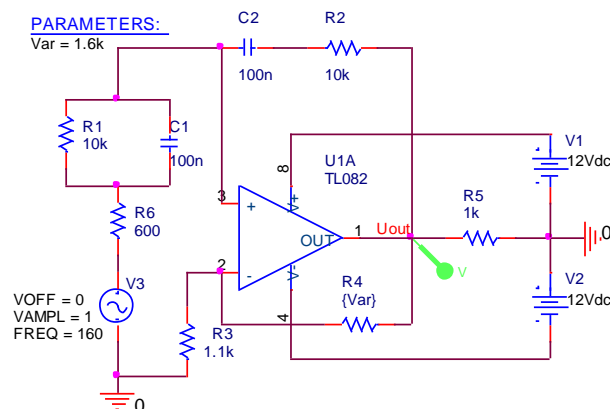 PARAMETERS:
Var = 1.6k
C2
100n
R2
10k
R1
10k
C1
100n
R6
600
V3
VOFF = 0
VAMPL = 1
FREQ = 160
0
R3
1.1k
3
+
2
-
U1A
TL082
8
V+
OUT
1
V-
4
Uout
V
R4
{Var}
R5
1k
V1
12Vdc
0
V2
12Vdc